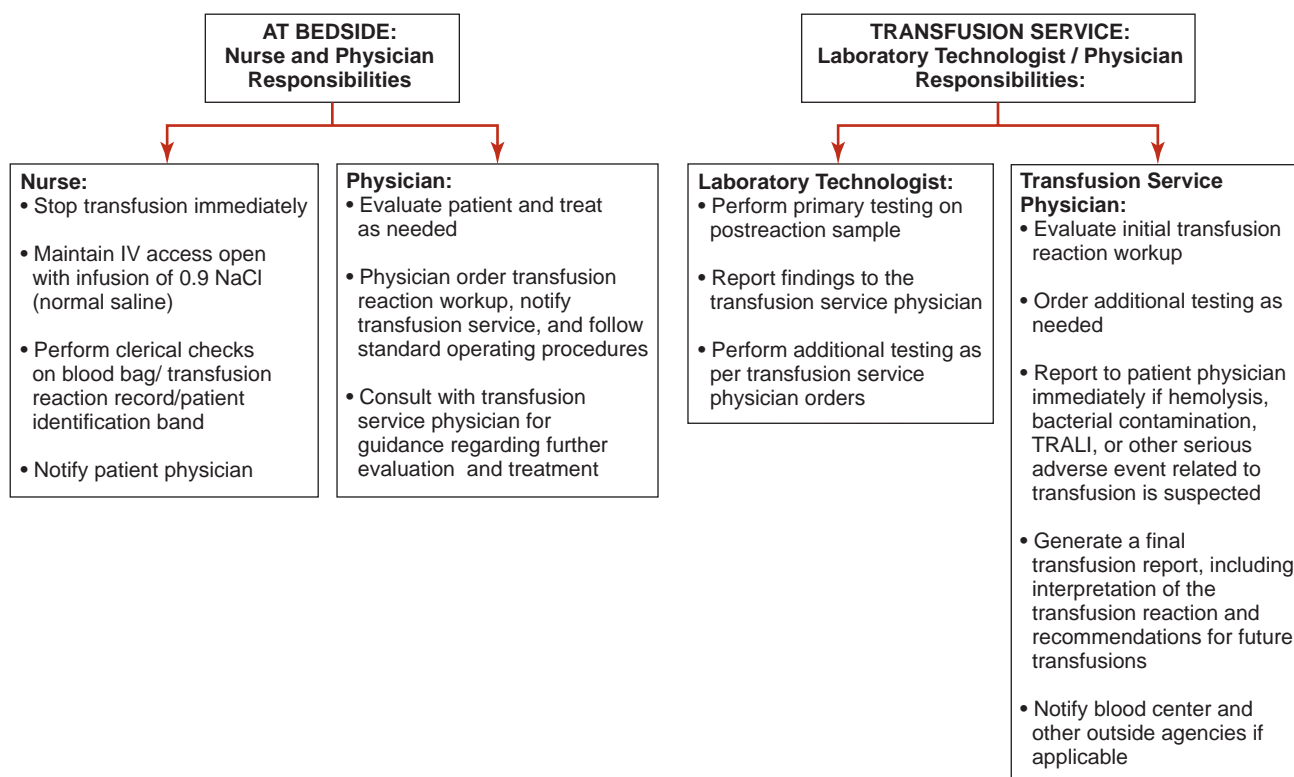 AT BEDSIDE:
Nurse and Physician
Responsibilities
TRANSFUSION SERVICE:
Laboratory Technologist / Physician
Responsibilities:
Nurse:
• Stop transfusion immediately
• Maintain IV access open
with infusion of 0.9 NaCl
(normal saline)
• Perform clerical checks
on blood bag/ transfusion
reaction record/patient
identification band
• Notify patient physician
Physician:
• Evaluate patient and treat
as needed
• Physician order transfusion
reaction workup, notify
transfusion service, and follow
standard operating procedures
• Consult with transfusion
service physician for
guidance regarding further
evaluation and treatment
Laboratory Technologist:
• Perform primary testing on
postreaction sample
• Report findings to the
transfusion service physician
• Perform additional testing as
per transfusion service
physician orders
Transfusion Service
Physician:
• Evaluate initial transfusion
reaction workup
• Order additional testing as
needed
• Report to patient physician
immediately if hemolysis,
bacterial contamination,
TRALI, or other serious
adverse event related to
transfusion is suspected
• Generate a final
transfusion report, including
interpretation of the
transfusion reaction and
recommendations for future
transfusions
• Notify blood center and
other outside agencies if
applicable